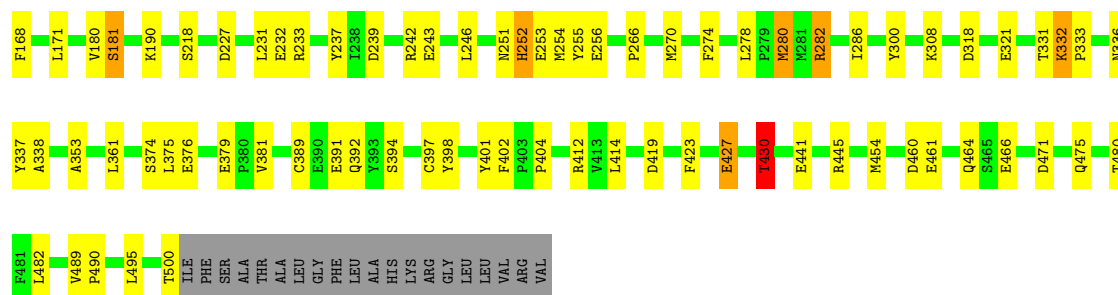 F168 L171 V180 S181 K190 S218 D227 L231 E232 R233 Y237 I238 D239 R242 E243 L246 N251 H252 E253 M254 Y255 E256 P266 M270 F274 L278 P279 M280 M281 R282 I286 Y300 K308 D318 E321 T331 K332 P333 N336
Y337 A338 A353 L361 S374 L375 E376 E379 P380 V381 C389 E390 E391 Q392 Y393 S394 C397 Y398 Y401 F402 P403 P404 R412 V413 L414 D419 F423 E427 T430 E441 R445 M454 D460 E461 Q464 S465 E466 D471 Q475 T480
F481 L482 V489 P490 L495 T500 ILE PHE SER ALA THR ALA LEU GLY PHE LEU ALA HIS LYS ARG GLY LEU LEU VAL ARG VAL